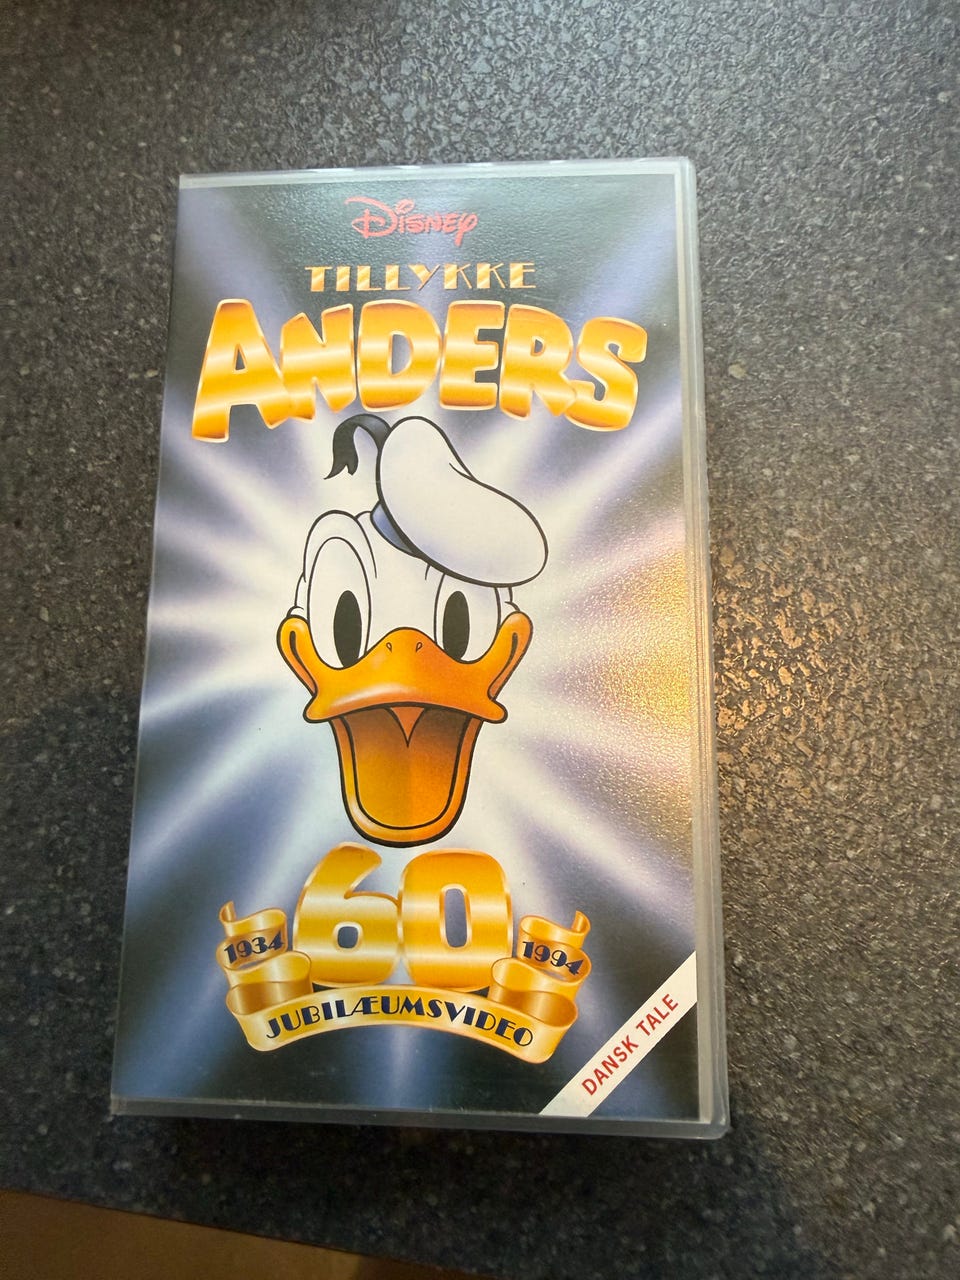 Disney
TILLYKKE
ANDERS
60
1934
1994
JUBILÆUMSVIDEO
DANSK TALE